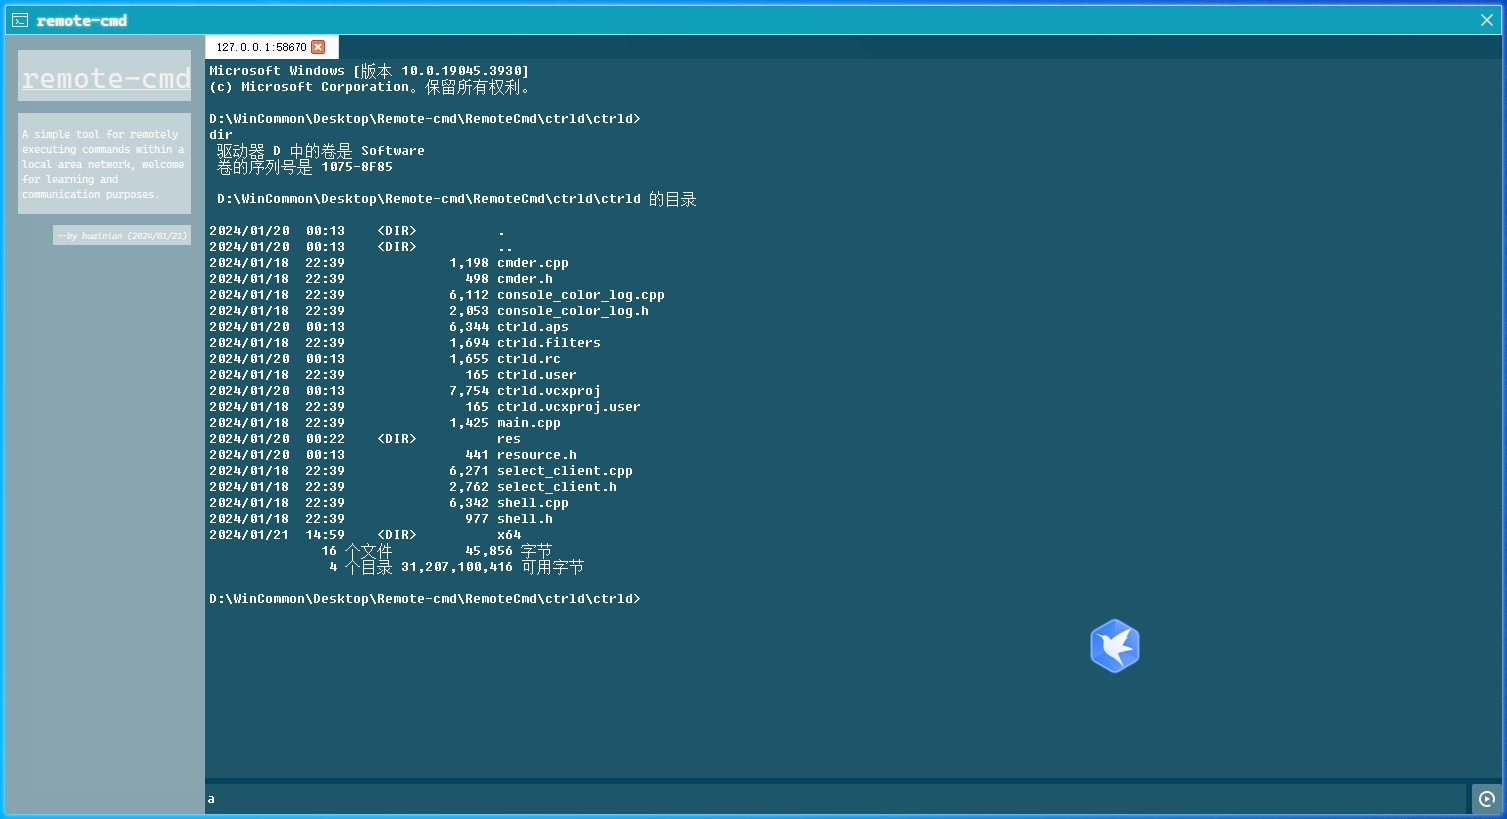 remote-cmd
remote-cmd
A simple tool for remotely
executing commands within a
local area network, welcome
for learning and
communication purposes.
--by huginian (2024/01/21)
127.0.0.1:58670
Microsoft Windows [版本 10.0.19045.3930]
(c) Microsoft Corporation。保留所有权利。
D:\WinCommon\Desktop\Remote-cmd\RemoteCmd\ctrld\ctrld>
dir
驱动器 D 中的卷是 Software
卷的序列号是 1075-8F85
D:\WinCommon\Desktop\Remote-cmd\RemoteCmd\ctrld\ctrld 的目录
2024/01/20  00:13    <DIR>          .
2024/01/20  00:13    <DIR>          ..
2024/01/18  22:39             1,198 cmder.cpp
2024/01/18  22:39               498 cmder.h
2024/01/18  22:39             6,112 console_color_log.cpp
2024/01/18  22:39             2,053 console_color_log.h
2024/01/20  00:13             6,344 ctrld.aps
2024/01/18  22:39             1,694 ctrld.filters
2024/01/20  00:13             1,655 ctrld.rc
2024/01/18  22:39               165 ctrld.user
2024/01/20  00:13             7,754 ctrld.vcxproj
2024/01/18  22:39               165 ctrld.vcxproj.user
2024/01/18  22:39             1,425 main.cpp
2024/01/20  00:22    <DIR>          res
2024/01/20  00:13               441 resource.h
2024/01/18  22:39             6,271 select_client.cpp
2024/01/18  22:39             2,762 select_client.h
2024/01/18  22:39             6,342 shell.cpp
2024/01/18  22:39               977 shell.h
2024/01/21  14:59    <DIR>          x64
16 个文件         45,856 字节
4 个目录 31,207,100,416 可用字节
D:\WinCommon\Desktop\Remote-cmd\RemoteCmd\ctrld\ctrld>
a